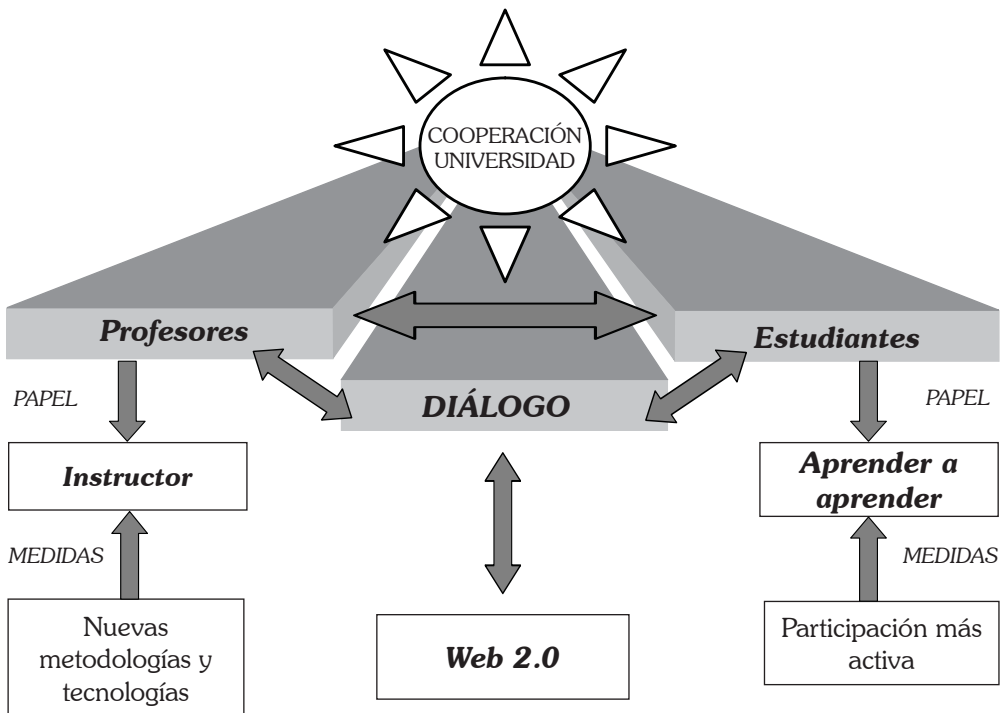 COOPERACIÓN
UNIVERSIDAD
Profesores
Estudiantes
DIÁLOGO
PAPEL
PAPEL
Instructor
Aprender a
aprender
MEDIDAS
MEDIDAS
Nuevas
metodologías y
tecnologías
Web 2.0
Participación más
activa